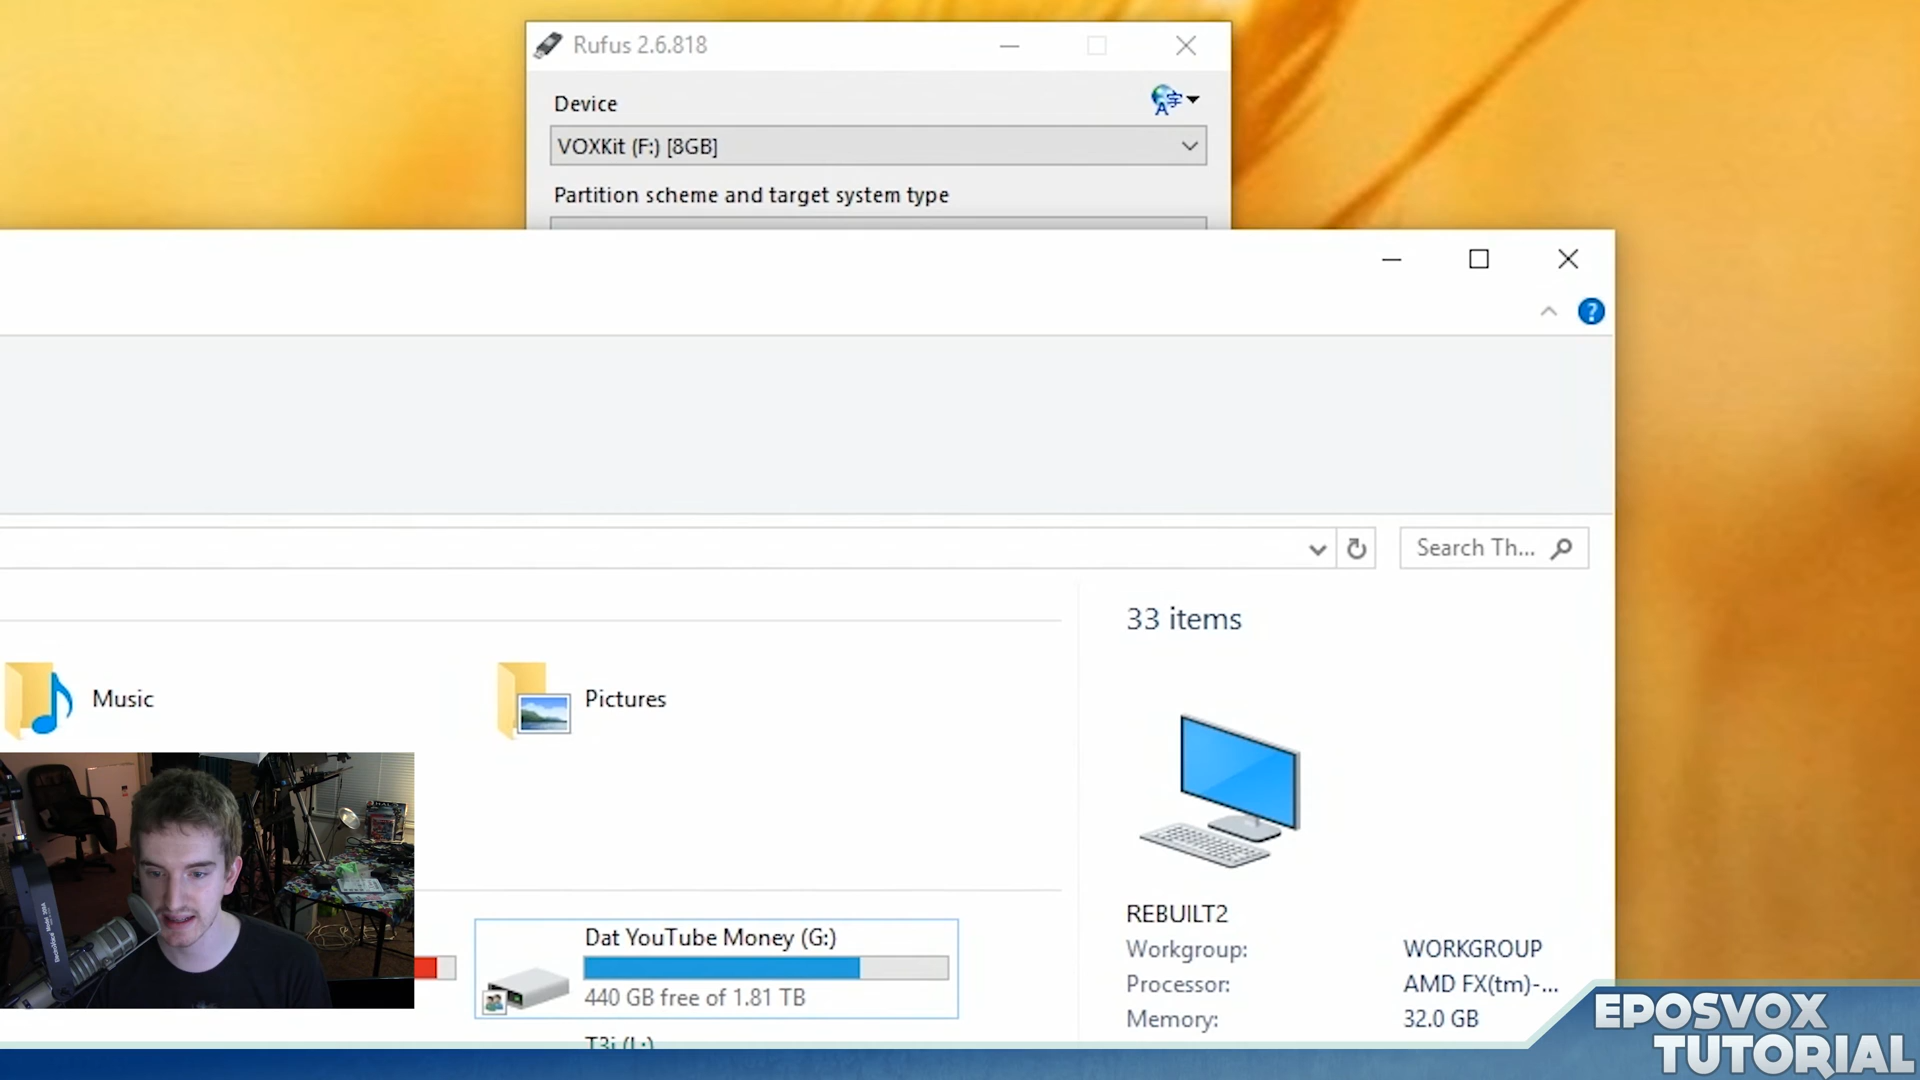 Rufus 2.6.818
Device
VOXKit (F:) [8GB]
Partition scheme and target system type
Search Th...
33 items
Music
Pictures
REBUILT2
Workgroup: WORKGROUP
Processor: AMD FX(tm)-...
Memory: 32.0 GB
Dat YouTube Money (G:)
440 GB free of 1.81 TB
T3i (L:)
EPOSVOX
TUTORIAL